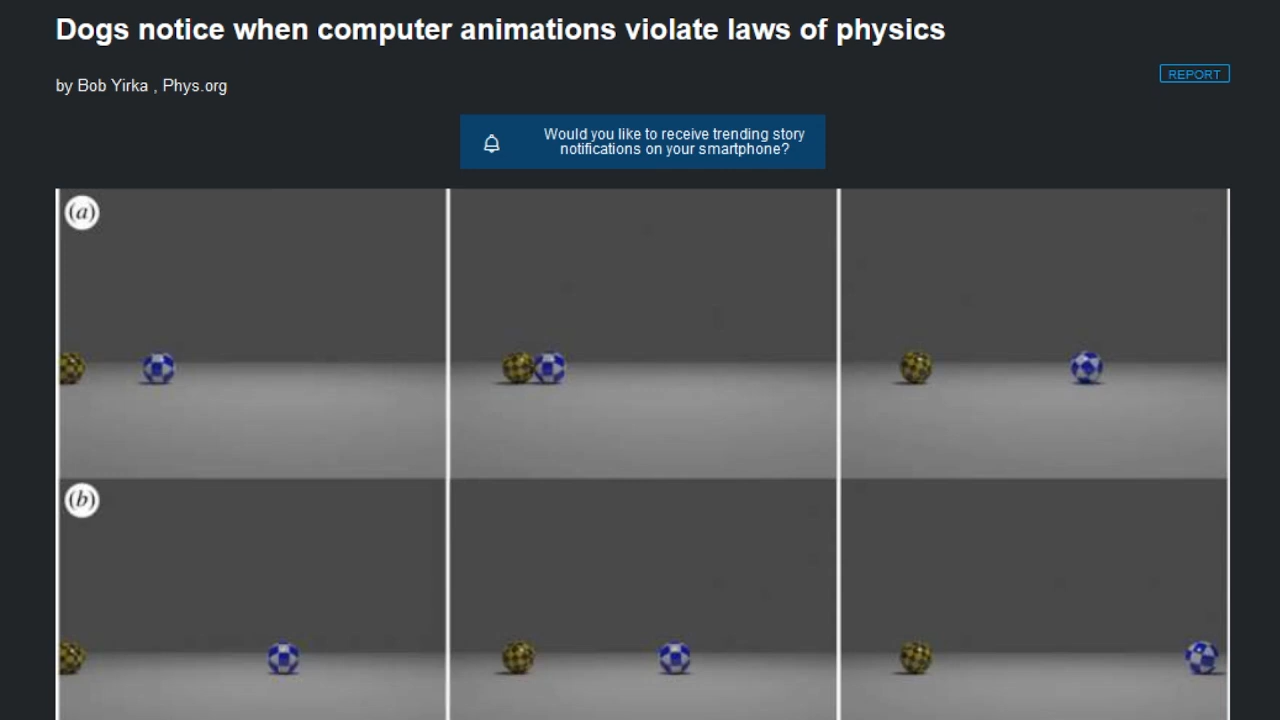 Dogs notice when computer animations violate laws of physics
by Bob Yirka , Phys.org
REPORT
Would you like to receive trending story
notifications on your smartphone?
(a)
(b)